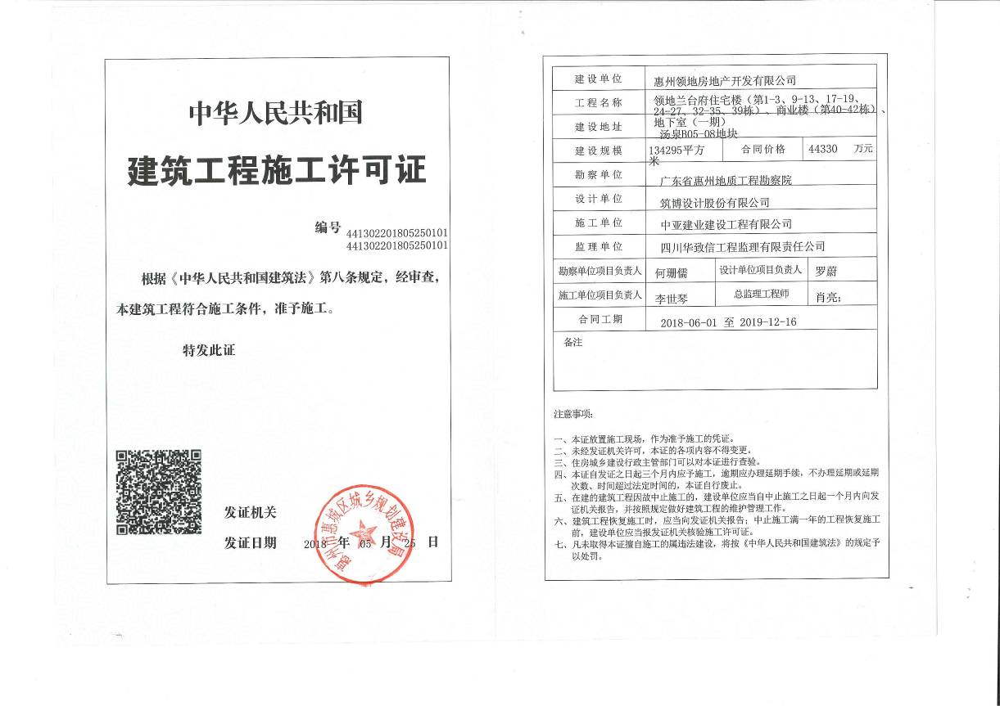 中华人民共和国
建筑工程施工许可证
编号 441302201805250101
441302201805250101
根据《中华人民共和国建筑法》第八条规定，经审查，
本建筑工程符合施工条件，准予施工。
特发此证
发证机关
发证日期 2018 年 05 月 25 日
惠州市惠城区城乡规划建设局
建设单位 惠州领地房地产开发有限公司
工程名称 领地兰台府住宅楼（第1-3、9-13、17-19、
24-27、32-35、39栋）、商业楼（第40-42栋）、
地下室（一期）
建设地址 汤泉B05-08地块
建设规模 134295平方
米
合同价格 44330 万元
勘察单位 广东省惠州地质工程勘察院
设计单位 筑博设计股份有限公司
施工单位 中亚建业建设工程有限公司
监理单位 四川华致信工程监理有限责任公司
勘察单位项目负责人 何珊儒 设计单位项目负责人 罗蔚
施工单位项目负责人 李世琴 总监理工程师 肖亮;
合同工期 2018-06-01 至 2019-12-16
备注
注意事项：
一、本证放置施工现场，作为准予施工的凭证。
二、未经发证机关许可，本证的各项内容不得变更。
三、住房城乡建设行政主管部门可以对本证进行查验。
四、本证自发证之日起三个月内应予施工，逾期应办理延期手续，不办理延期或延期
次数、时间超过法定时间的，本证自行废止。
五、在建的建筑工程因故中止施工的，建设单位应当自中止施工之日起一个月内向发
证机关报告，并按照规定做好建筑工程的维护管理工作。
六、建筑工程恢复施工时，应当向发证机关报告；中止施工满一年的工程恢复施工
前，建设单位应当报发证机关核验施工许可证。
七、凡未取得本证擅自施工的属违法建设，将按《中华人民共和国建筑法》的规定予
以处罚。